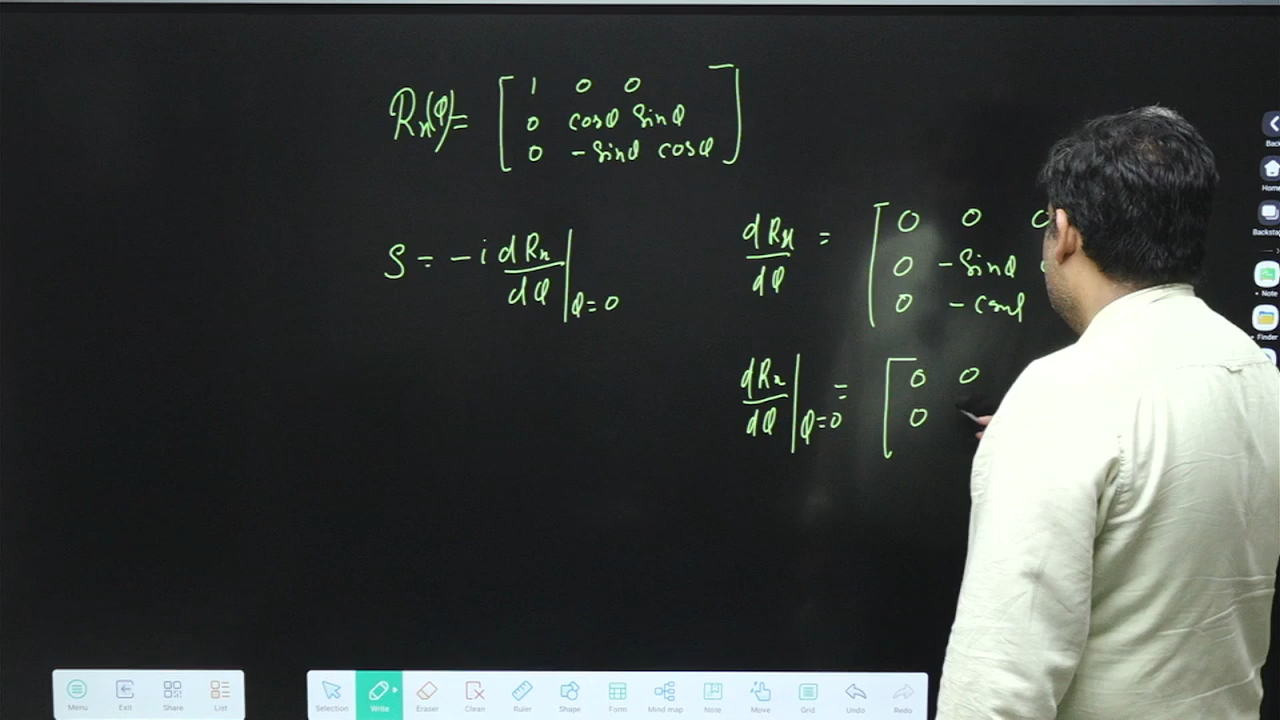 Rx(φ)= [ 1 0 0
0 cosφ sinφ
0 -sinφ cosφ ]
S = -i dRx/dφ |φ=0
dRx/dφ = [ 0 0 0
0 -sinφ
0 -cosφ
dRx/dφ |φ=0 = [ 0 0
0
Back
Home
Note
Finder
Menu
Exit
Share
List
Selection
Write
Eraser
Clean
Ruler
Shape
Form
Mind map
Note
Move
Grid
Undo
Redo